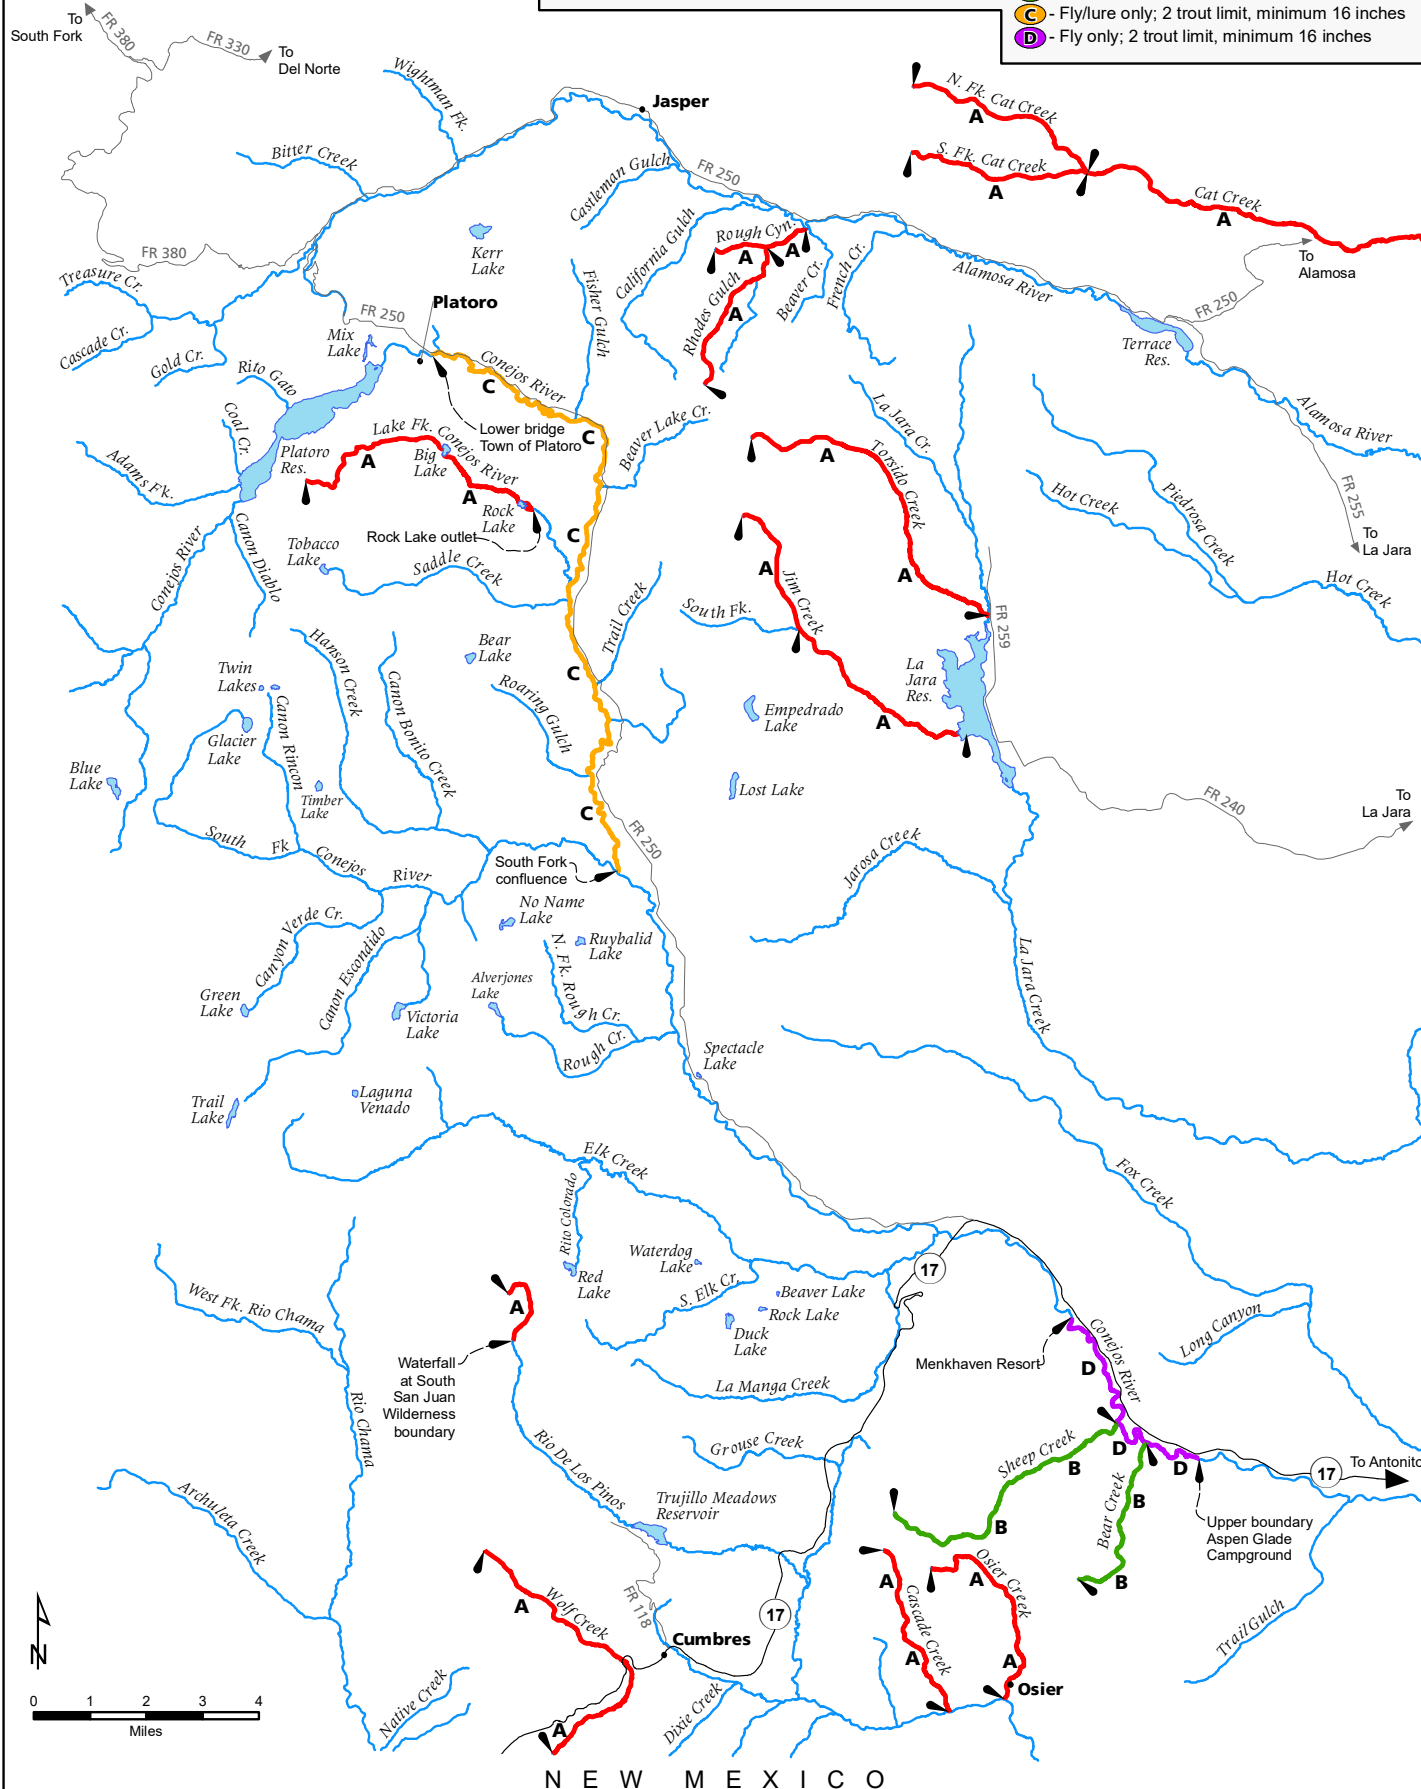 C - Fly/lure only; 2 trout limit, minimum 16 inches
D - Fly only; 2 trout limit, minimum 16 inches
To
South Fork
FR 380
FR 330
To
Del Norte
Wightman Fk.
Jasper
Bitter Creek
Castleman Gulch
FR 250
N. Fk. Cat Creek
A
S. Fk. Cat Creek
A
Cat Creek
A
FR 380
Kerr
Lake
California Gulch
Rough Cyn.
A
A
Rhodes Gulch
A
Beaver Cr.
French Cr.
Alamosa River
To
Alamosa
FR 250
Terrace
Res.
Treasure Cr.
Cascade Cr.
Gold Cr.
Platoro
FR 250
Mix
Lake
Fisher Gulch
Conejos River
C
Rito Gato
Coal Cr.
Lower bridge
Town of Platoro
C
Beaver Lake Cr.
La Jara Cr.
Alamosa River
Adams Fk.
Platoro
Res.
Lake Fk. Conejos River
A
Big
Lake
A
Rock
Lake
Rock Lake outlet
C
A
Torsido Creek
A
Hot Creek
Piedrosa Creek
FR 255
To
La Jara
Hot Creek
Conejos River
Canon Diablo
Tobacco
Lake
Saddle Creek
Trail Creek
A
Jim Creek
South Fk.
FR 259
Hanson Creek
Bear
Lake
C
La
Jara
Res.
Twin
Lakes
Canon Rincon
Canon Bonito Creek
Roaring Gulch
Empedrado
Lake
A
Glacier
Lake
Blue
Lake
Timber
Lake
Lost Lake
C
FR 250
FR 240
To
La Jara
South Fk Conejos River
South Fork
confluence
Jarosa Creek
No Name
Lake
Canyon Verde Cr.
Canon Escondido
Ruybalid
Lake
N. Fk. Rough Cr.
Alverjones
Lake
La Jara Creek
Green
Lake
Victoria
Lake
Rough Cr.
Spectacle
Lake
Trail
Lake
Laguna
Venado
Elk Creek
Fox Creek
Rito Colorado
Waterdog
Lake
Red
Lake
S. Elk Cr.
Beaver Lake
Rock Lake
Duck
Lake
17
West Fk. Rio Chama
A
Waterfall
at South
San Juan
Wilderness
boundary
La Manga Creek
Menkhaven Resort
Conejos River
D
Long Canyon
Rio Chama
Rio De Los Pinos
Grouse Creek
Sheep Creek
B
D
D
17
To Antonito
Archuleta Creek
Trujillo Meadows
Reservoir
B
Bear Creek
B
Upper boundary
Aspen Glade
Campground
B
Wolf Creek
A
FR 118
17
A
Cascade Creek
A
Osier Creek
A
A
Trail Gulch
Cumbres
Osier
N
0 1 2 3 4
Miles
Native Creek
A
Dixie Creek
NEW MEXICO